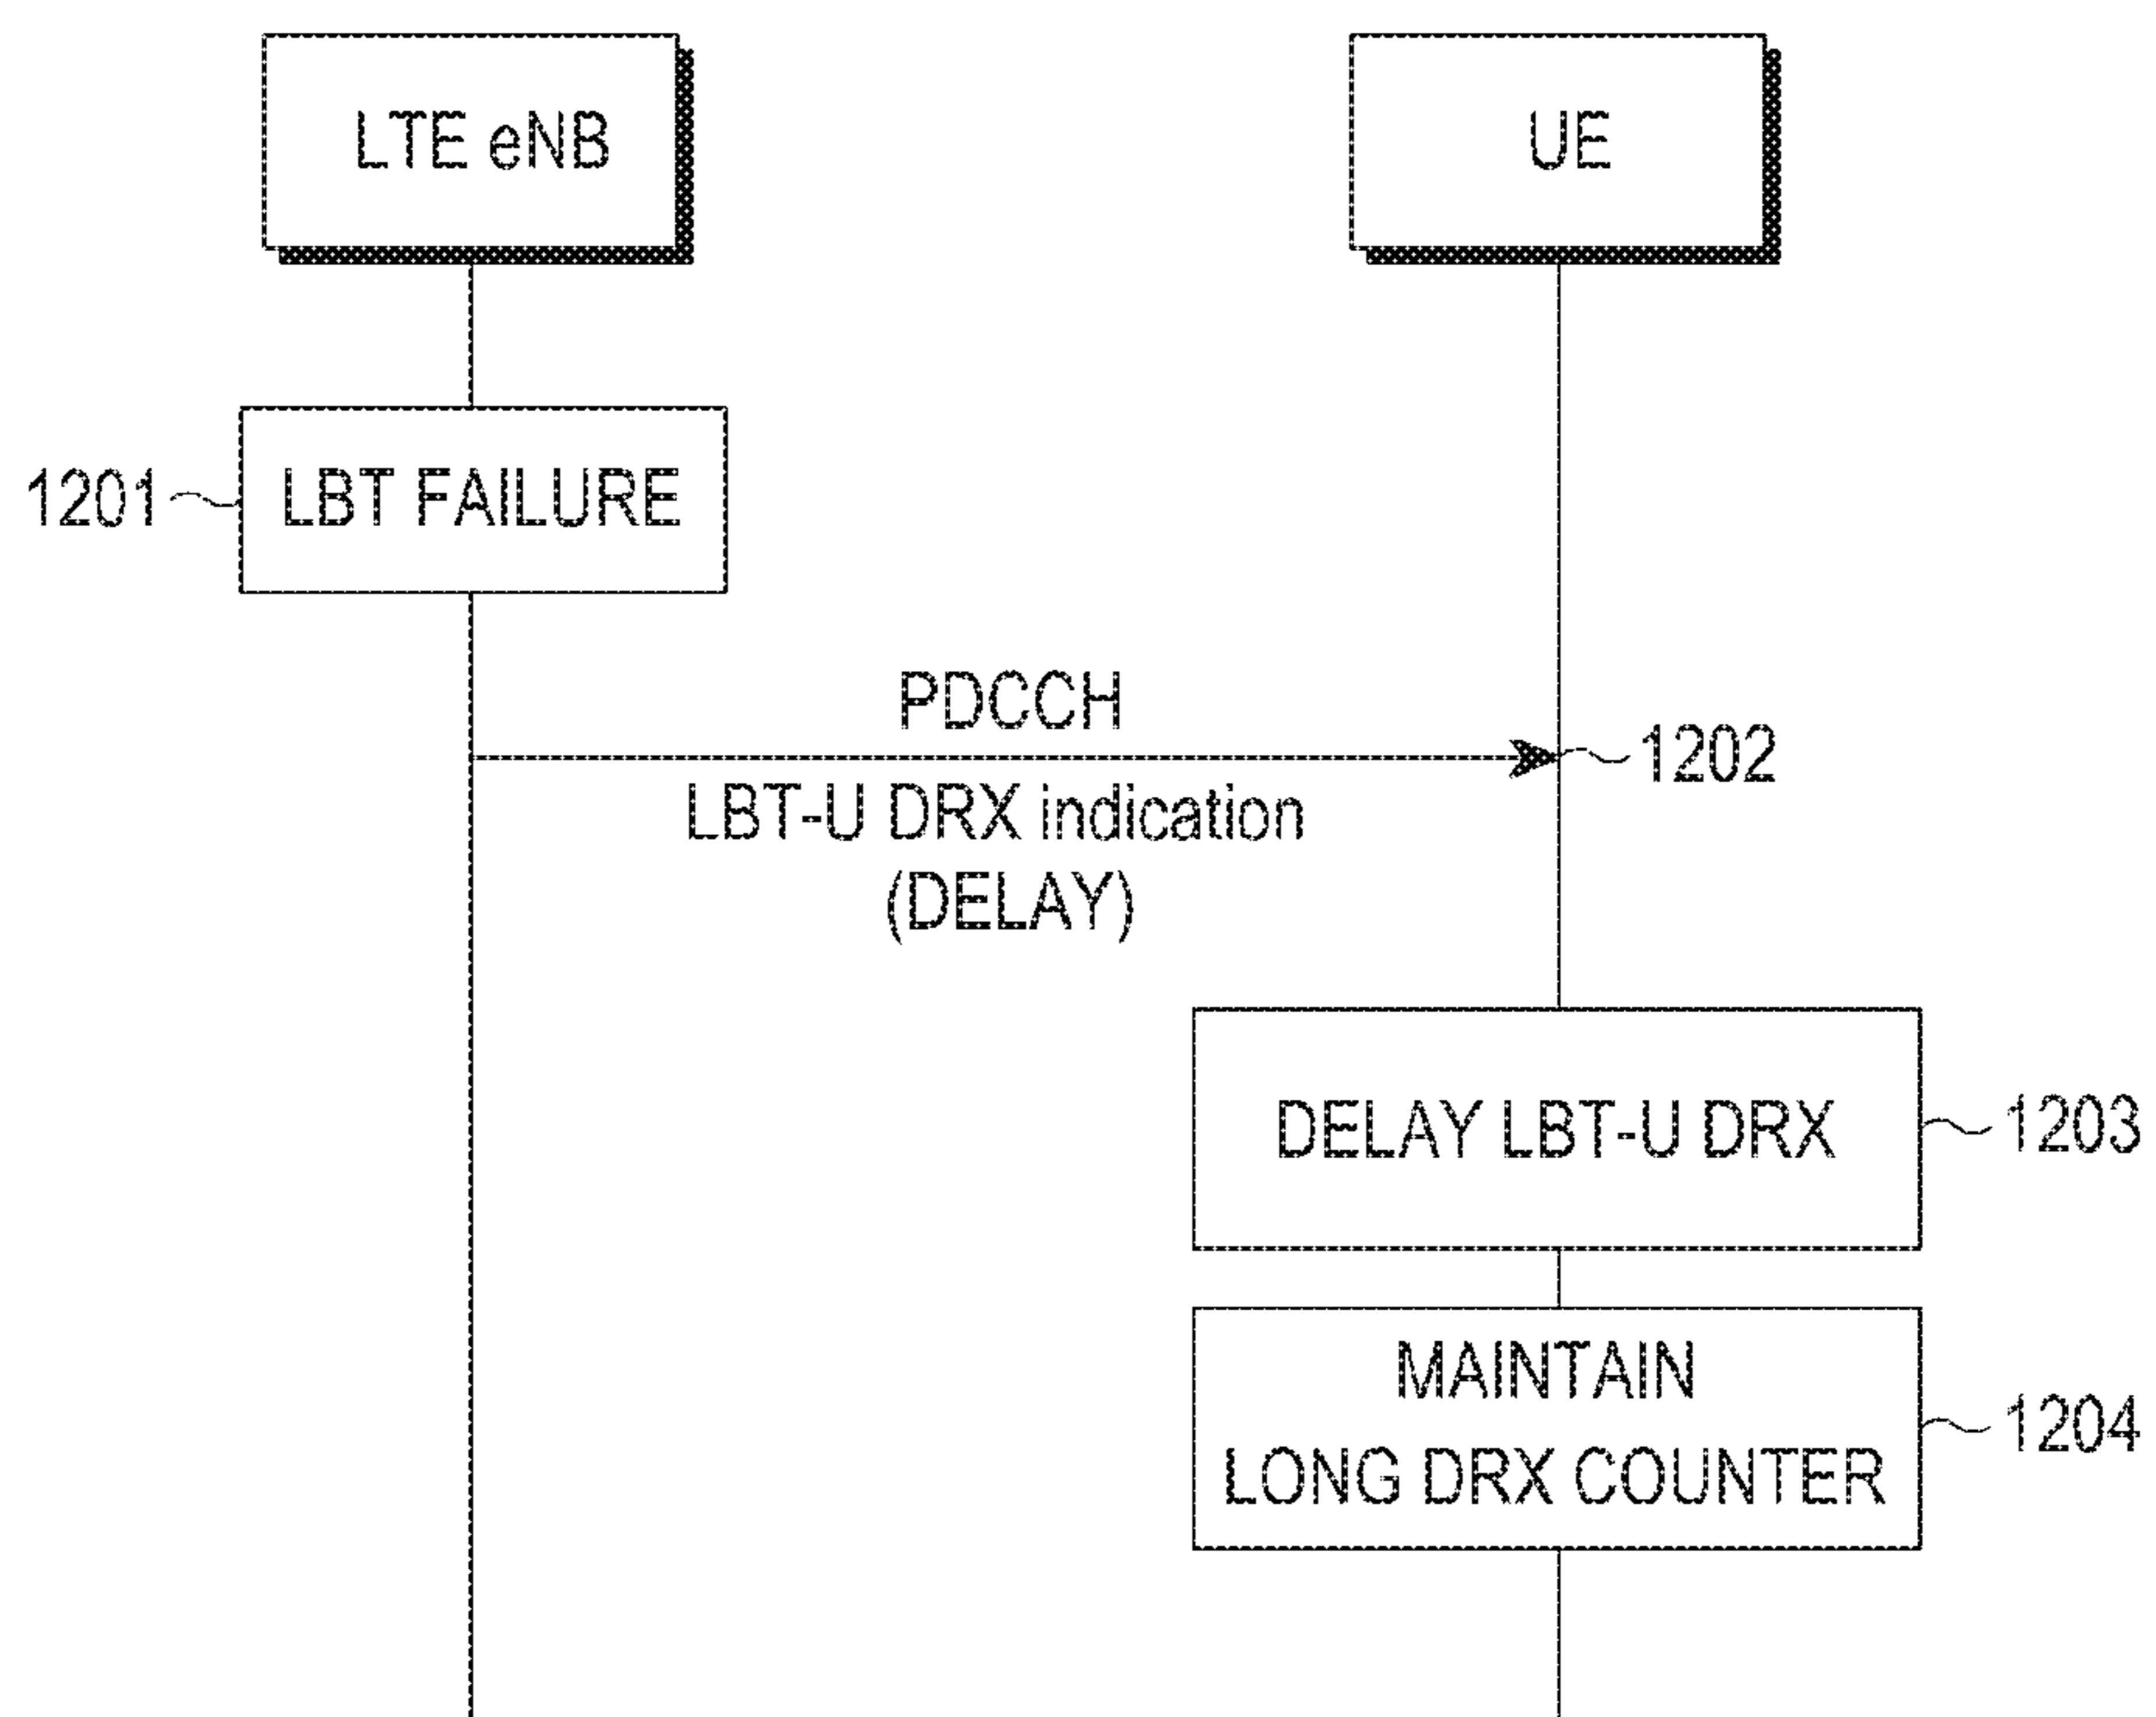 LTE eNB
UE
1201
LBT FAILURE
PDCCH
1202
LBT-U DRX indication
(DELAY)
DELAY LBT-U DRX
1203
MAINTAIN
LONG DRX COUNTER
1204